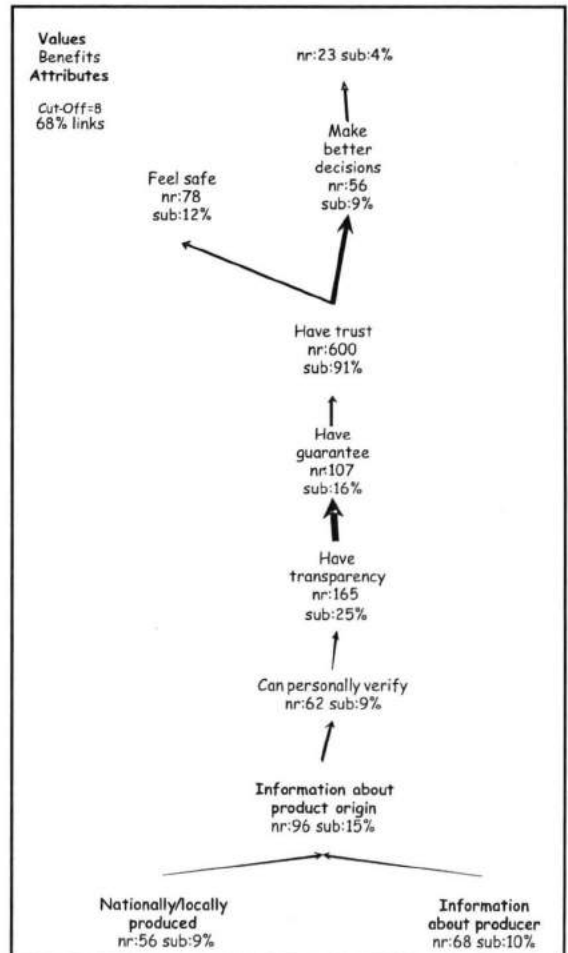 Values
Benefits
Attributes
Cut-Off=8
68% links
nr:23 sub:4%
Make
better
decisions
nr:56
sub:9%
Feel safe
nr:78
sub:12%
Have trust
nr:600
sub:91%
Have
guarantee
nr:107
sub:16%
Have
transparency
nr:165
sub:25%
Can personally verify
nr:62 sub:9%
Information about
product origin
nr:96 sub:15%
Nationally/locally
produced
nr:56 sub:9%
Information
about producer
nr:68 sub:10%